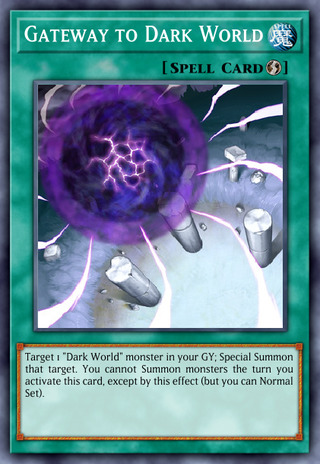 Gateway to Dark World
[Spell Card]
Target 1 "Dark World" monster in your GY; Special Summon
that target. You cannot Summon monsters the turn you
activate this card, except by this effect (but you can Normal
Set).